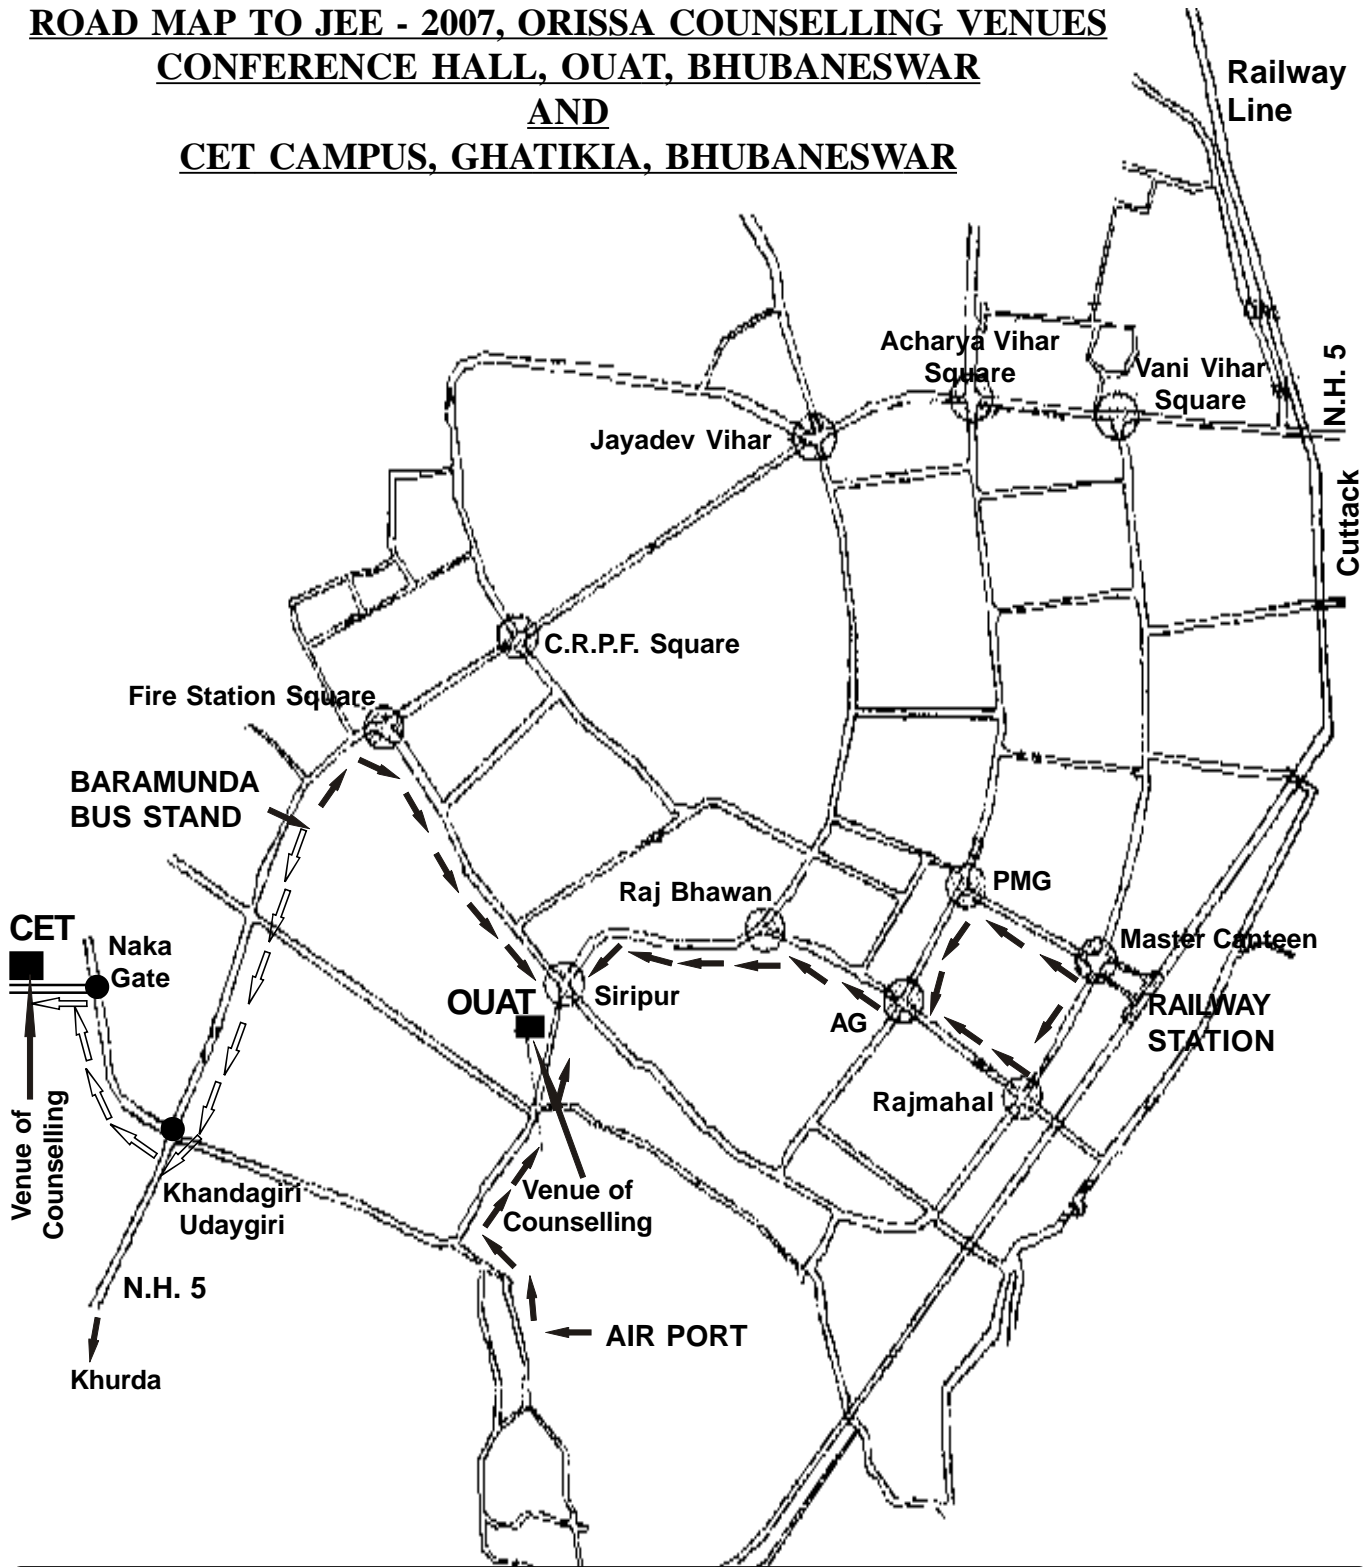 ROAD MAP TO JEE - 2007, ORISSA COUNSELLING VENUES
CONFERENCE HALL, OUAT, BHUBANESWAR
AND
CET CAMPUS, GHATIKIA, BHUBANESWAR
Railway
Line
Acharya Vihar
Square
Vani Vihar
Square
N.H. 5
Jayadev Vihar
Cuttack
C.R.P.F. Square
Fire Station Square
BARAMUNDA
BUS STAND
Raj Bhawan
PMG
CET
Naka
Gate
Master Canteen
OUAT
Siripur
AG
RAILWAY
STATION
Rajmahal
Venue of
Counselling
Khandagiri
Udaygiri
Venue of
Counselling
N.H. 5
AIR PORT
Khurda